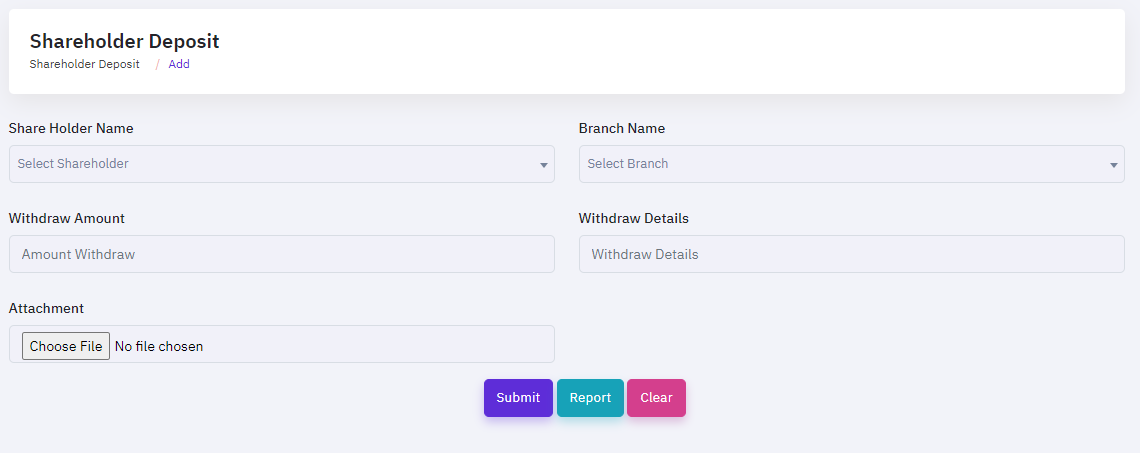 Shareholder Deposit
Shareholder Deposit / Add
Share Holder Name
Branch Name
Select Shareholder
Select Branch
Withdraw Amount
Withdraw Details
Amount Withdraw
Withdraw Details
Attachment
Choose File No file chosen
Submit Report Clear